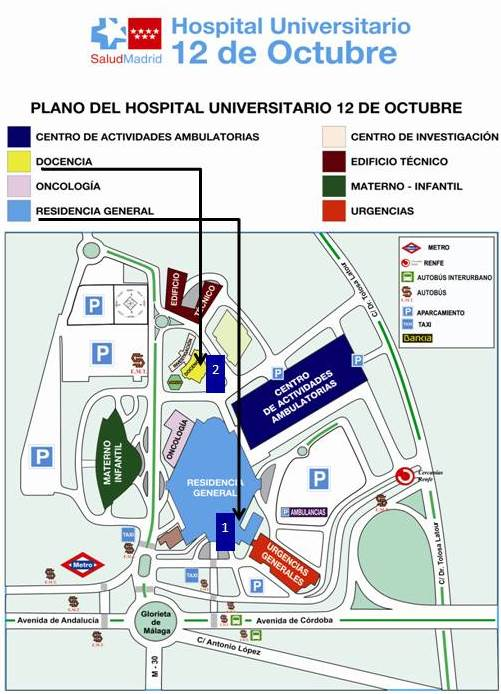 Hospital Universitario
12 de Octubre
SaludMadrid
PLANO DEL HOSPITAL UNIVERSITARIO 12 DE OCTUBRE
CENTRO DE ACTIVIDADES AMBULATORIAS
DOCENCIA
ONCOLOGÍA
RESIDENCIA GENERAL
CENTRO DE INVESTIGACIÓN
EDIFICIO TÉCNICO
MATERNO - INFANTIL
URGENCIAS
METRO
RENFE
AUTOBÚS INTERURBANO
AUTOBÚS
P APARCAMIENTO
TAXI TAXI
Bankia
C/Dr. Tolosa Latour
EDIFICIO
TÉCNICO
P
P
DOCENCIA
2
P
P
CENTRO
DE ACTIVIDADES
AMBULATORIAS
ONCOLOGÍA
MATERNO
INFANTIL
P
RESIDENCIA
GENERAL
P
Cercanías
Renfe
P AMBULANCIAS
1
TAXI
TAXI
URGENCIAS
GENERALES
P
Metro
C/ Dr. Tolosa Latour
Avenida de Andalucía
Glorieta
de
Málaga
Avenida de Córdoba
C/ Antonio López
M - 30